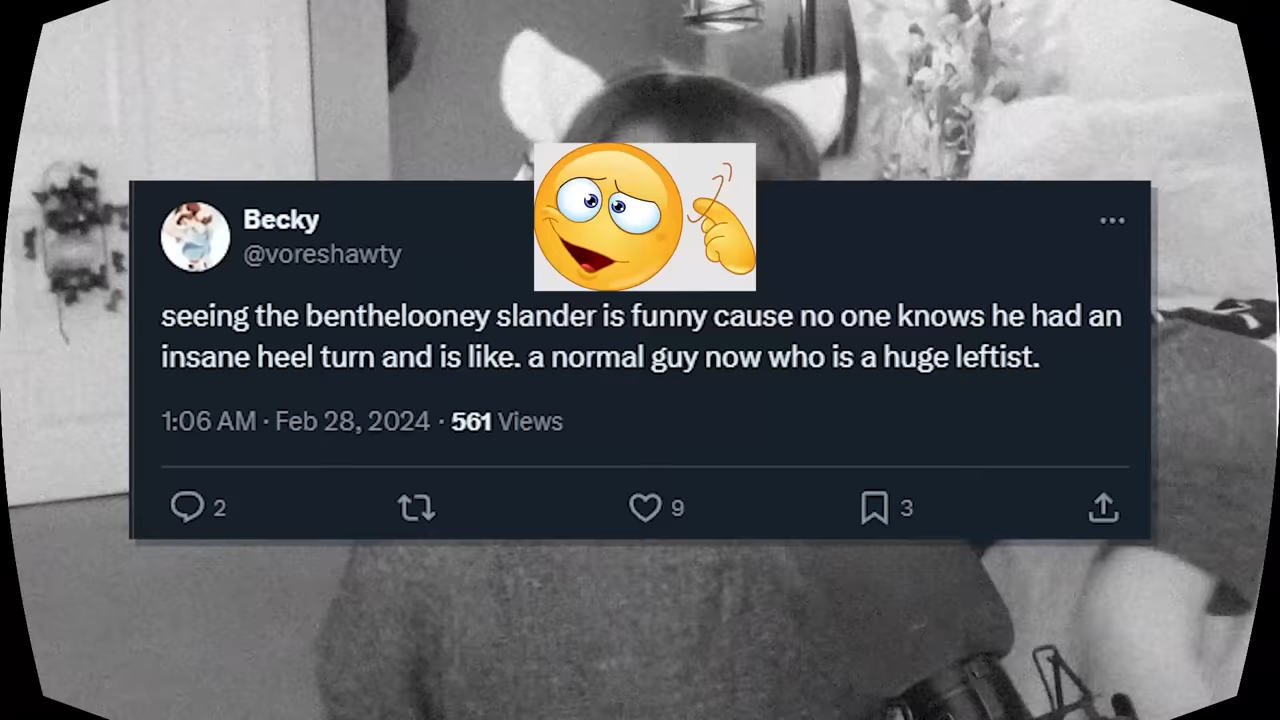 Becky
@voreshawty
seeing the benthelooney slander is funny cause no one knows he had an
insane heel turn and is like. a normal guy now who is a huge leftist.
1:06 AM · Feb 28, 2024 · 561 Views
2 9 3